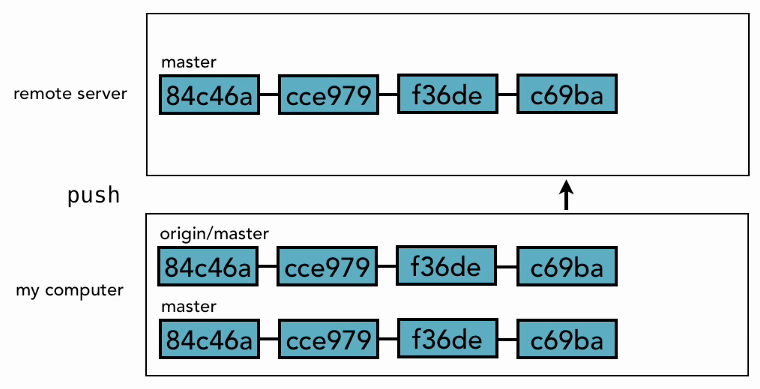 master
remote server
84c46a cce979 f36de c69ba
push
origin/master
84c46a cce979 f36de c69ba
my computer
master
84c46a cce979 f36de c69ba